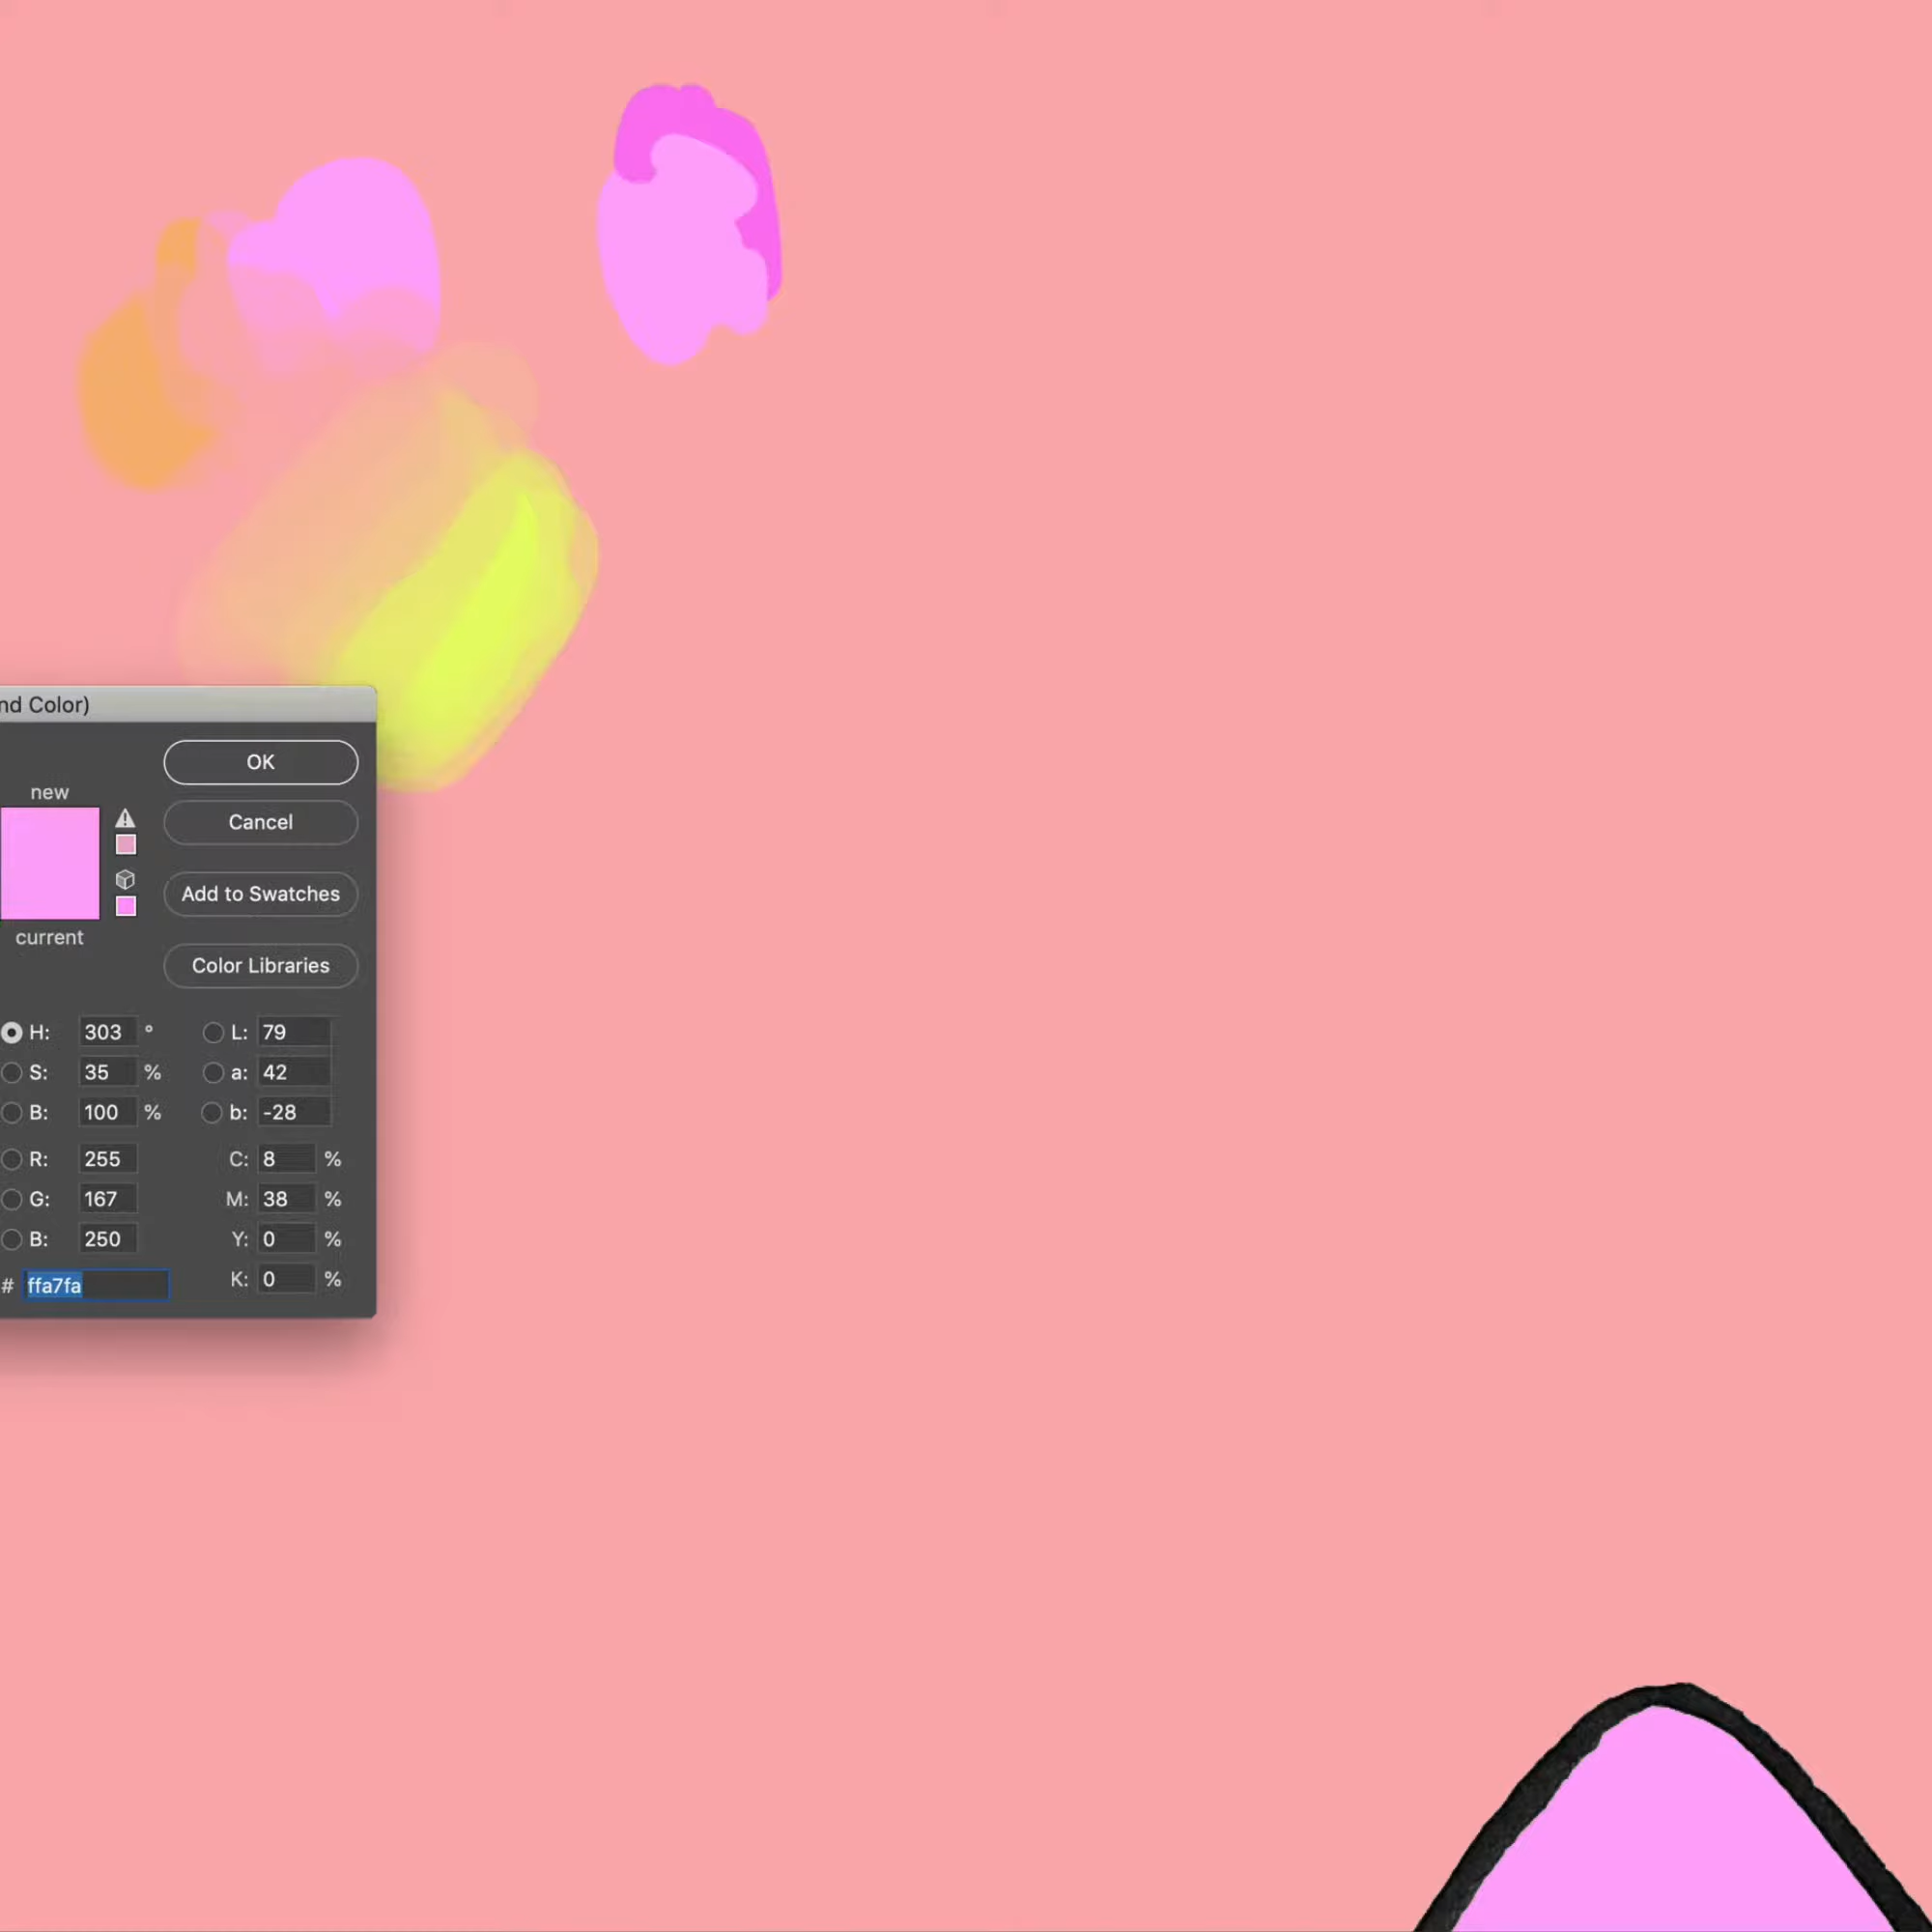 nd Color)
OK
new
Cancel
Add to Swatches
current
Color Libraries
H: 303 ° L: 79
S: 35 % a: 42
B: 100 % b: -28
R: 255 C: 8 %
G: 167 M: 38 %
B: 250 Y: 0 %
# ffa7fa K: 0 %